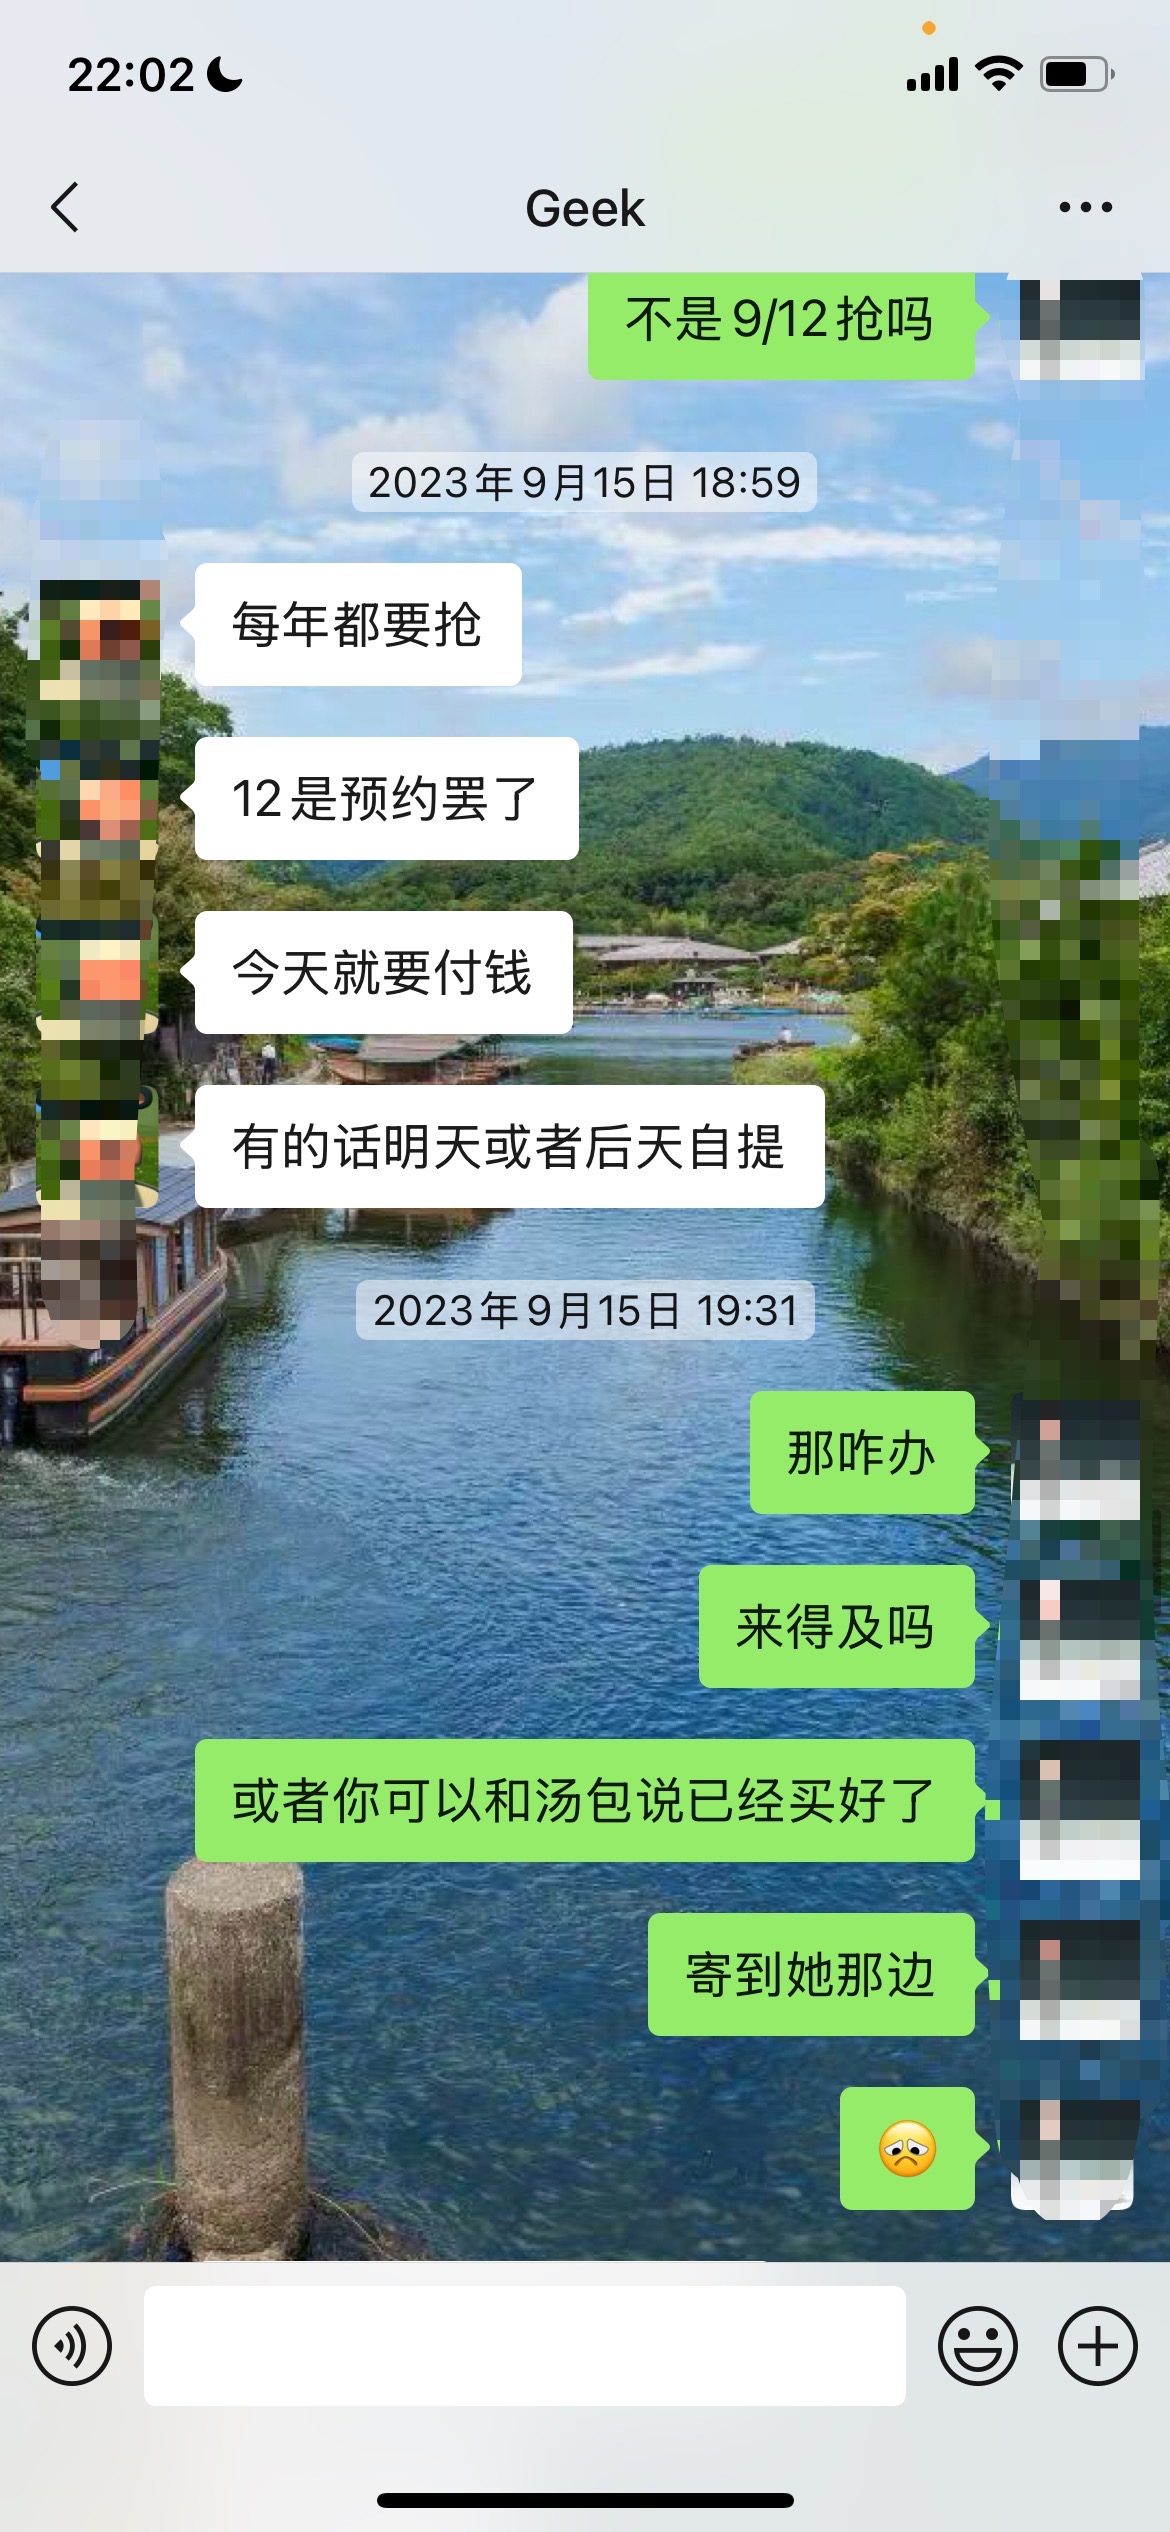 22:02
Geek
不是9/12抢吗
2023年9月15日 18:59
每年都要抢
12是预约罢了
今天就要付钱
有的话明天或者后天自提
2023年9月15日 19:31
那咋办
来得及吗
或者你可以和汤包说已经买好了
寄到她那边
😞